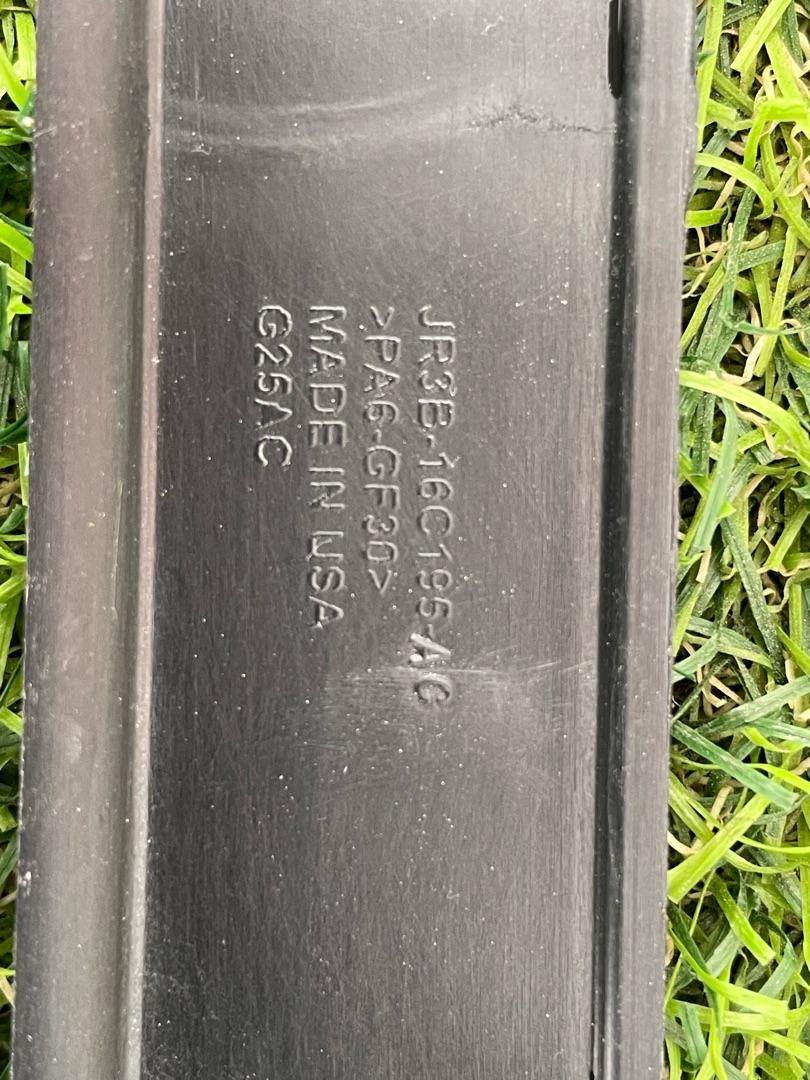 JR3B-16C195-AC
>PA6-GF30>
MADE IN USA
G25AC